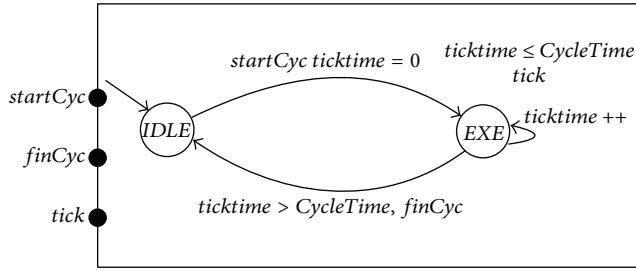 startCyc ticktime = 0
ticktime ≤ CycleTime
tick
startCyc
IDLE
EXE
ticktime ++
finCyc
ticktime > CycleTime, finCyc
tick